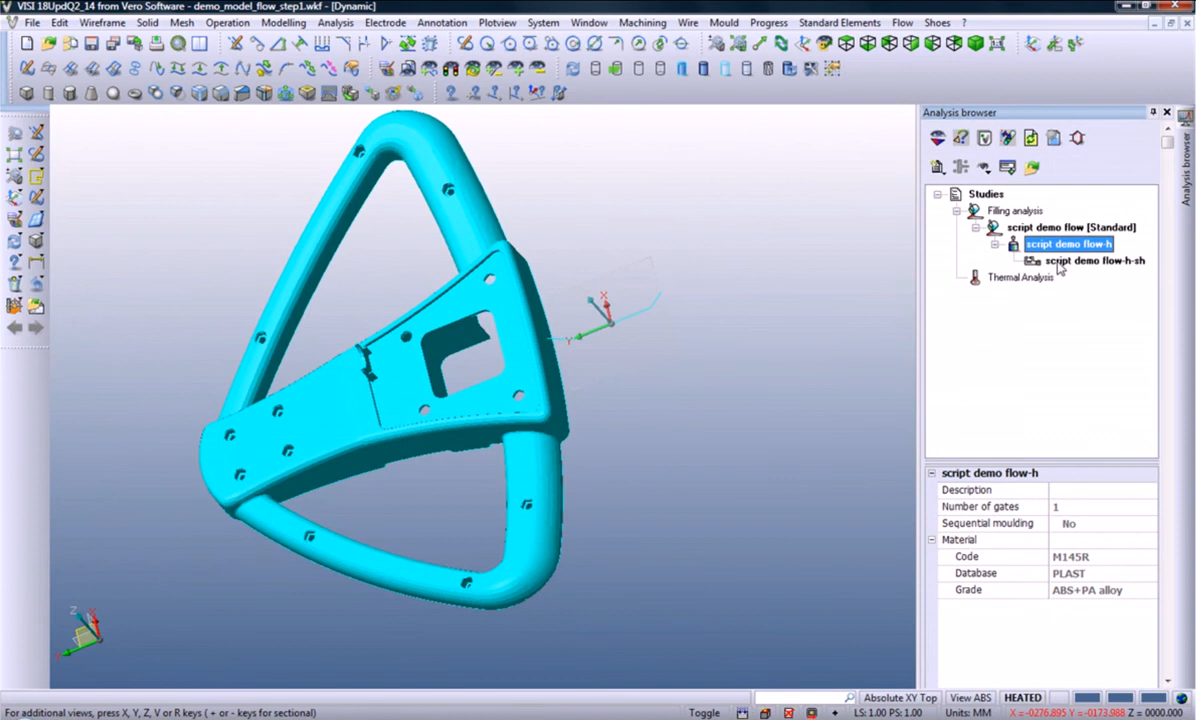 VISI 18UpdQ2_14 from Vero Software - demo_model_flow_step1.wkf - [Dynamic]
File Edit Wireframe Solid Mesh Operation Modelling Analysis Electrode Annotation Plotview System Window Machining Wire Mould Progress Standard Elements Flow Shoes ?
Analysis browser
Analysis browser
Studies
Filling analysis
script demo flow [Standard]
script demo flow-h
script demo flow-h-sh
Thermal Analysis
script demo flow-h
Description
Number of gates 1
Sequential moulding No
Material
Code M145R
Database PLAST
Grade ABS+PA alloy
X
Y
Z X
Y
Absolute XY Top View ABS HEATED
For additional views, press X, Y, Z, V or R keys ( + or - keys for sectional) Toggle LS: 1.00 PS: 1.00 Units: MM X =-0276.895 Y =-0173.988 Z = 0000.000